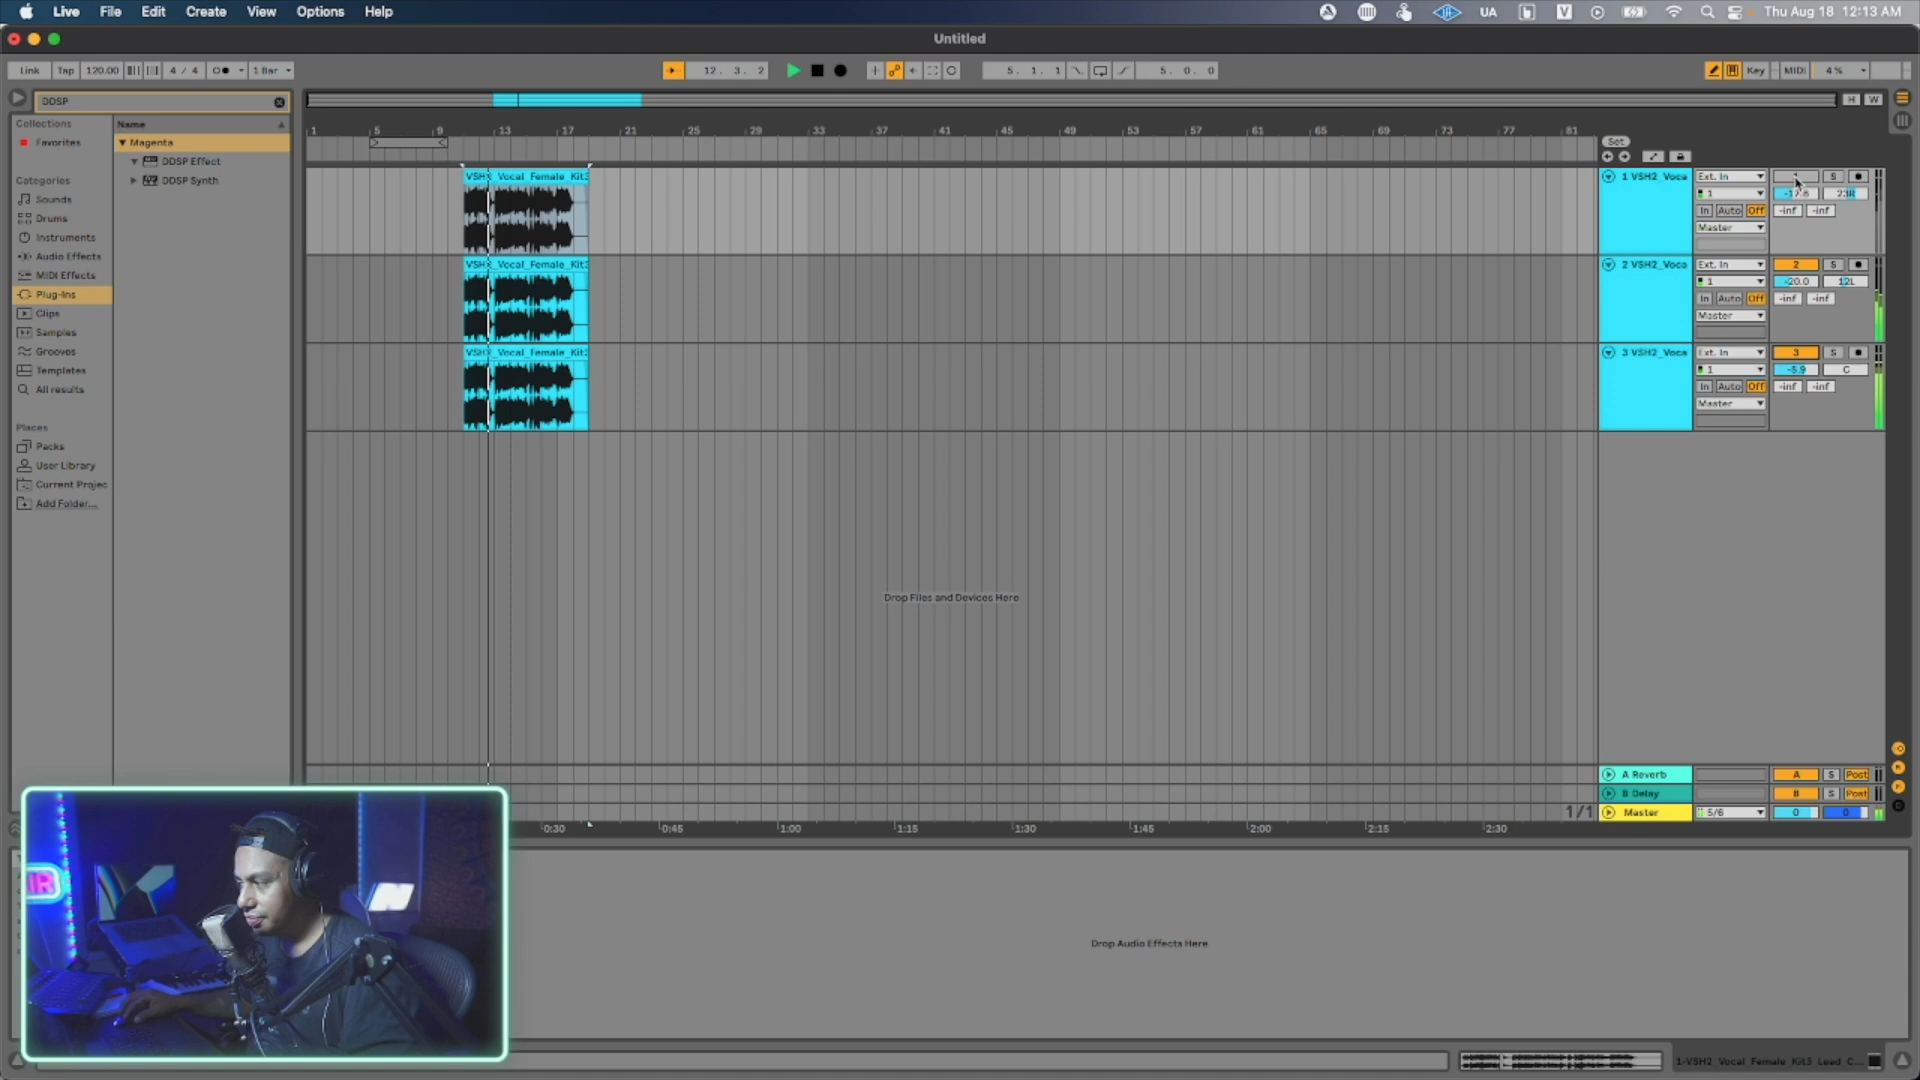 Live File Edit Create View Options Help
UA V Thu Aug 18 12:13 AM
Untitled
Link Tap 120.00 4 / 4 1 Bar
12. 3. 2
5. 1. 1 5. 0. 0
Key MIDI 4 %
DDSP
H W
Collections
Favorites
Categories
Sounds
Drums
Instruments
Audio Effects
MIDI Effects
Plug-Ins
Clips
Samples
Grooves
Templates
All results
Places
Packs
User Library
Current Projec
Add Folder...
Name
Magenta
DDSP Effect
DDSP Synth
1 5 9 13 17 21 25 29 33 37 41 45 49 53 57 61 65 69 73 77 81
Set
Vocal_Female_Kit3
1 VSH2_Voca Ext. In S
1 23R
In Auto Off -inf -inf
Master
Vocal_Female_Kit3
2 VSH2_Voca Ext. In 2 S
1 -20.0 12L
In Auto Off -inf -inf
Master
Vocal_Female_Kit3
3 VSH2_Voca Ext. In 3 S
1 -5.9 C
In Auto Off -inf -inf
Master
Drop Files and Devices Here
A Reverb A S Post
B Delay B S Post
1/1 Master 5/6 0 0
0:30 0:45 1:00 1:15 1:30 1:45 2:00 2:15 2:30
Drop Audio Effects Here
1-VSH2_Vocal_Female_Kit3_Lead_C...